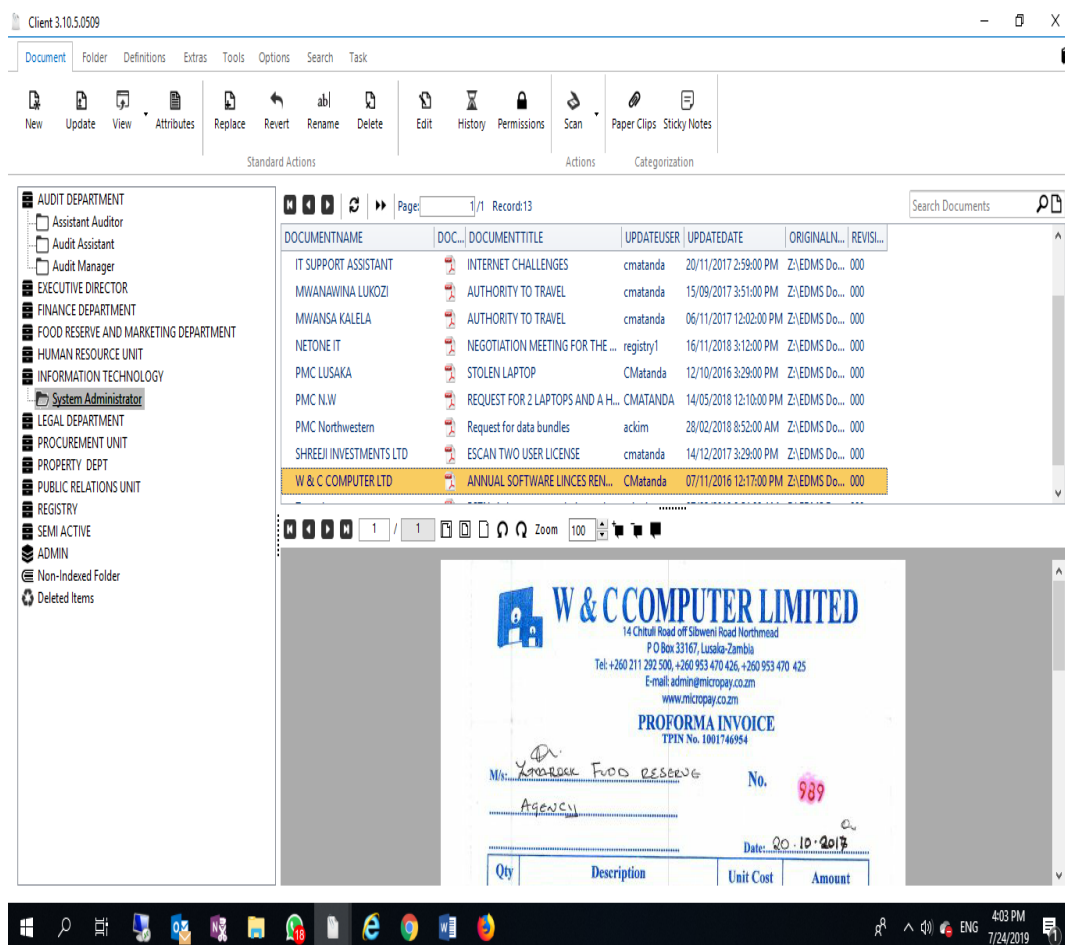 Client 3.10.5.0509
Document Folder Definitions Extras Tools Options Search Task
New Update View Attributes Replace Revert Rename Delete Edit History Permissions Scan Paper Clips Sticky Notes
Standard Actions Actions Categorization
AUDIT DEPARTMENT
Assistant Auditor
Audit Assistant
Audit Manager
EXECUTIVE DIRECTOR
FINANCE DEPARTMENT
FOOD RESERVE AND MARKETING DEPARTMENT
HUMAN RESOURCE UNIT
INFORMATION TECHNOLOGY
System Administrator
LEGAL DEPARTMENT
PROCUREMENT UNIT
PROPERTY DEPT
PUBLIC RELATIONS UNIT
REGISTRY
SEMI ACTIVE
ADMIN
Non-Indexed Folder
Deleted Items
Page: 1/1 Record:13 Search Documents
DOCUMENTNAME DOC... DOCUMENTTITLE UPDATEUSER UPDATEDATE ORIGINALN... REVISI...
IT SUPPORT ASSISTANT INTERNET CHALLENGES cmatanda 20/11/2017 2:59:00 PM Z:\EDMS Do... 000
MWANAWINA LUKOZI AUTHORITY TO TRAVEL cmatanda 15/09/2017 3:51:00 PM Z:\EDMS Do... 000
MWANSA KALELA AUTHORITY TO TRAVEL cmatanda 06/11/2017 12:02:00 PM Z:\EDMS Do... 000
NETONE IT NEGOTIATION MEETING FOR THE ... registry1 16/11/2018 3:12:00 PM Z:\EDMS Do... 000
PMC LUSAKA STOLEN LAPTOP CMatanda 12/10/2016 3:29:00 PM Z:\EDMS Do... 000
PMC N.W REQUEST FOR 2 LAPTOPS AND A H... CMATANDA 14/05/2018 12:10:00 PM Z:\EDMS Do... 000
PMC Northwestern Request for data bundles ackim 28/02/2018 8:52:00 AM Z:\EDMS Do... 000
SHREEJI INVESTMENTS LTD ESCAN TWO USER LICENSE cmatanda 14/12/2017 3:29:00 PM Z:\EDMS Do... 000
W & C COMPUTER LTD ANNUAL SOFTWARE LINCES REN... CMatanda 07/11/2016 12:17:00 PM Z:\EDMS Do... 000
1 / 1 Zoom 100
W & C COMPUTER LIMITED
14 Chituli Road off Sibweni Road Northmead
P O Box 33167, Lusaka-Zambia
Tel: +260 211 292 500, +260 953 470 426, +260 953 470 425
E-mail: admin@micropay.co.zm
www.micropay.co.zm
PROFORMA INVOICE
TPIN No. 1001746954
M/s: FOOD RESERVE No. 989
AGENCY
Date: 20.10.2017
Qty Description Unit Cost Amount
18 ENG 4:03 PM
7/24/2019 1